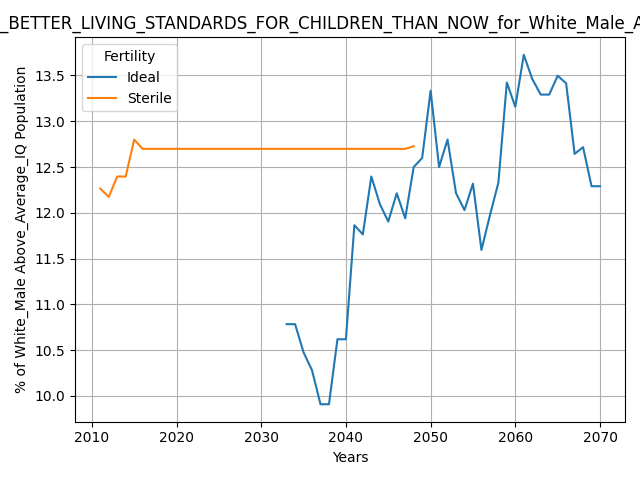 _BETTER_LIVING_STANDARDS_FOR_CHILDREN_THAN_NOW_for_White_Male_A
Fertility
Ideal
Sterile
13.5
13.0
12.5
12.0
11.5
11.0
10.5
10.0
% of White_Male Above_Average_IQ Population
2010 2020 2030 2040 2050 2060 2070
Years